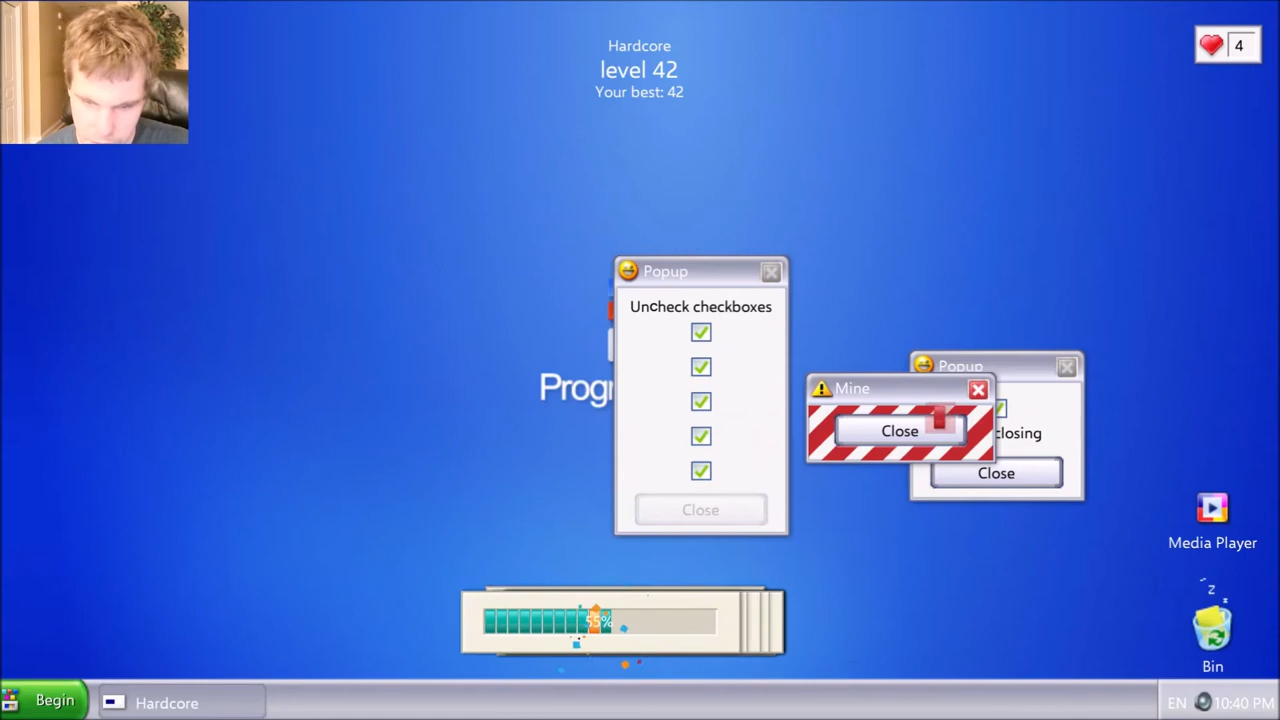 Hardcore
level 42
Your best: 42
4
Popup
Uncheck checkboxes
Close
Progr
Popup
closing
Close
Mine
Close
Media Player
Z
z
Bin
55%
Begin
Hardcore
EN
10:40 PM